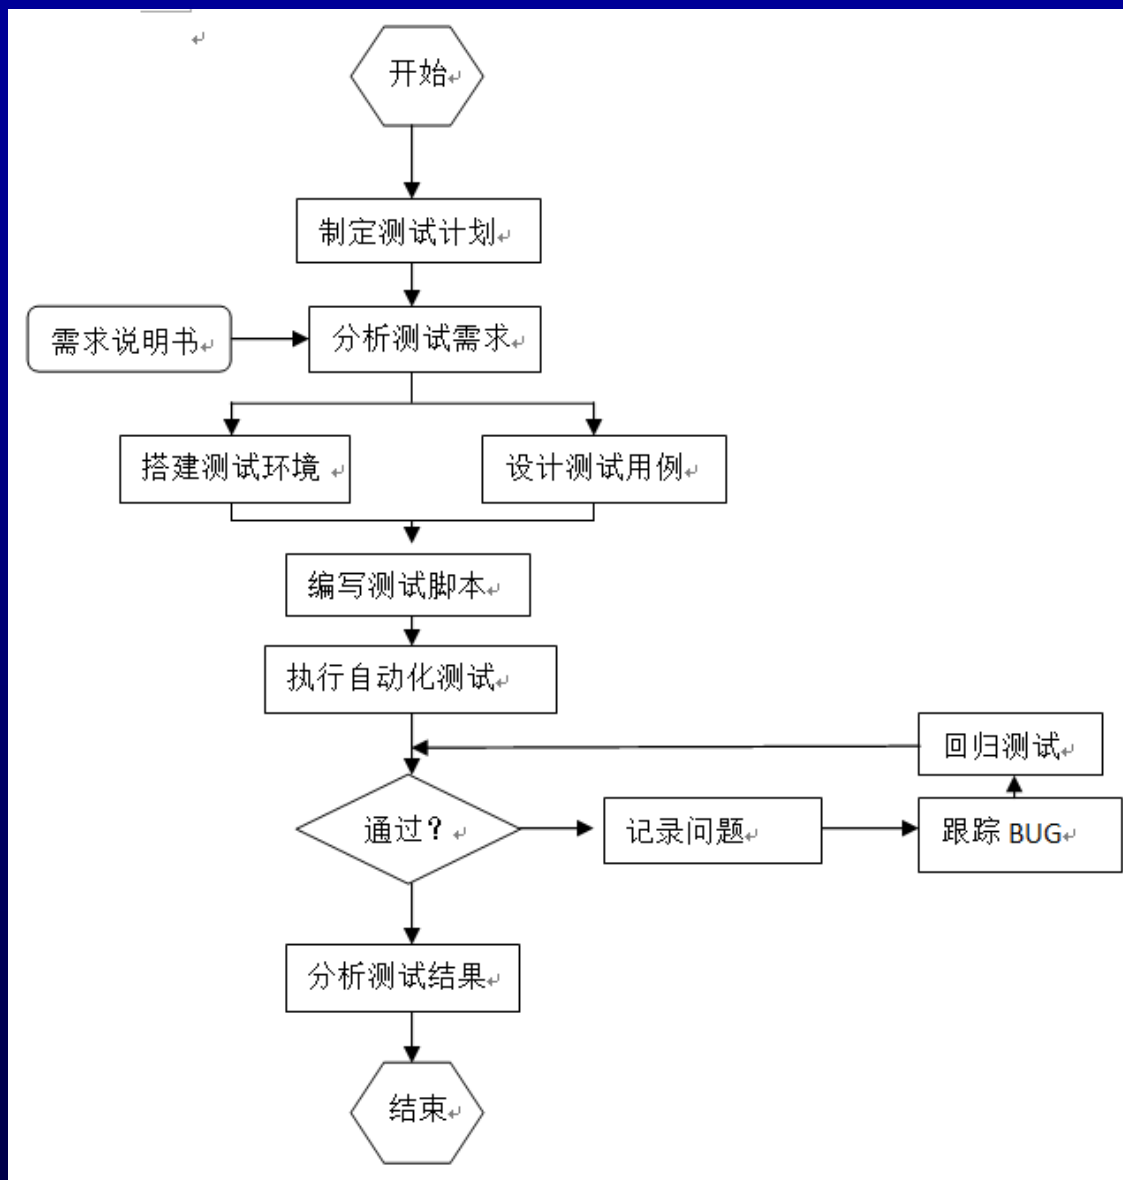 开始
制定测试计划
需求说明书
分析测试需求
搭建测试环境
设计测试用例
编写测试脚本
执行自动化测试
回归测试
通过？
记录问题
跟踪 BUG
分析测试结果
结束